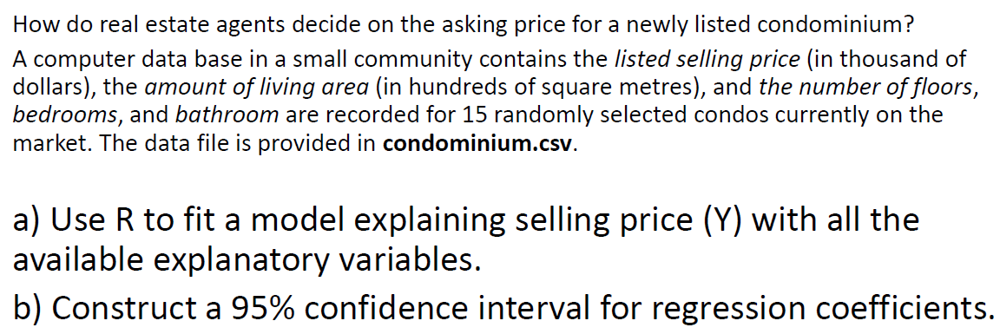 How do real estate agents decide on the asking price for a newly listed condominium?
A computer data base in a small community contains the listed selling price (in thousand of
dollars), the amount of living area (in hundreds of square metres), and the number of floors,
bedrooms, and bathroom are recorded for 15 randomly selected condos currently on the
market. The data file is provided in condominium.csv.
a) Use R to fit a model explaining selling price (Y) with all the
available explanatory variables.
b) Construct a 95% confidence interval for regression coefficients.